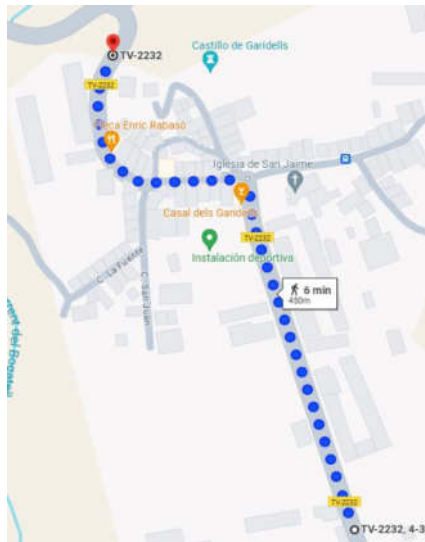 TV-2232
Castillo de Garidells
TV-2232
eca Enric Rabasó
Iglesia de San Jaime
Casal dels Garidells
TV-2232
Instalación deportiva
C. La Fuente
C. San Juan
6 min
450m
TV-2232
TV-2232, 4-3